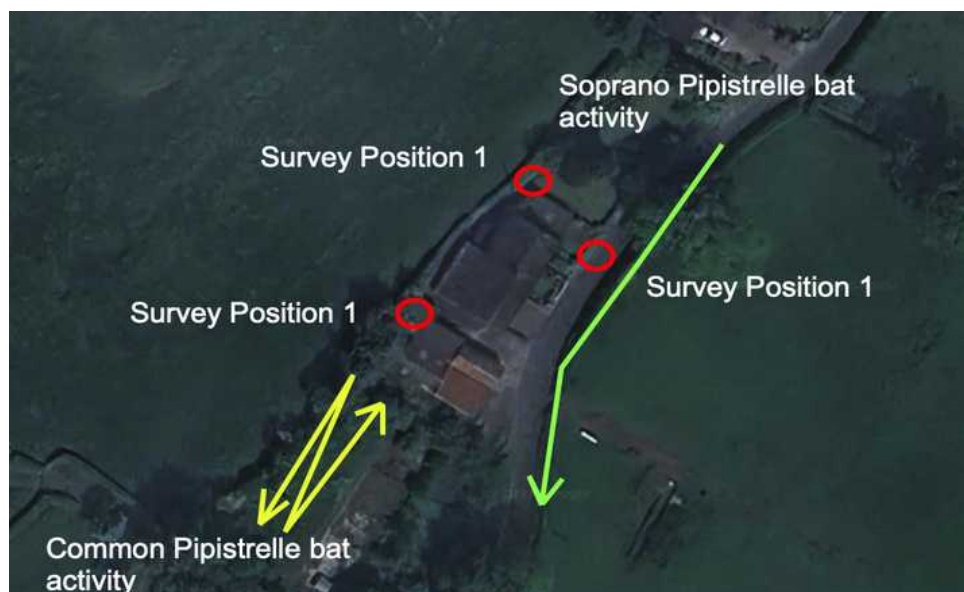 Soprano Pipistrelle bat
activity
Survey Position 1
Survey Position 1
Survey Position 1
Common Pipistrelle bat
activity